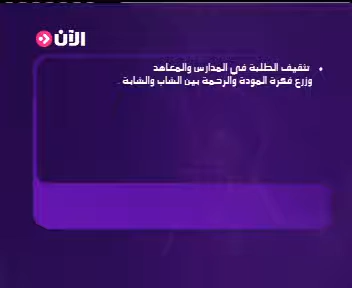 الآن
• تثقيف الطلبة في المدارس والمعاهد
وزرع فكرة المودة والرحمة بين الشاب والشابة